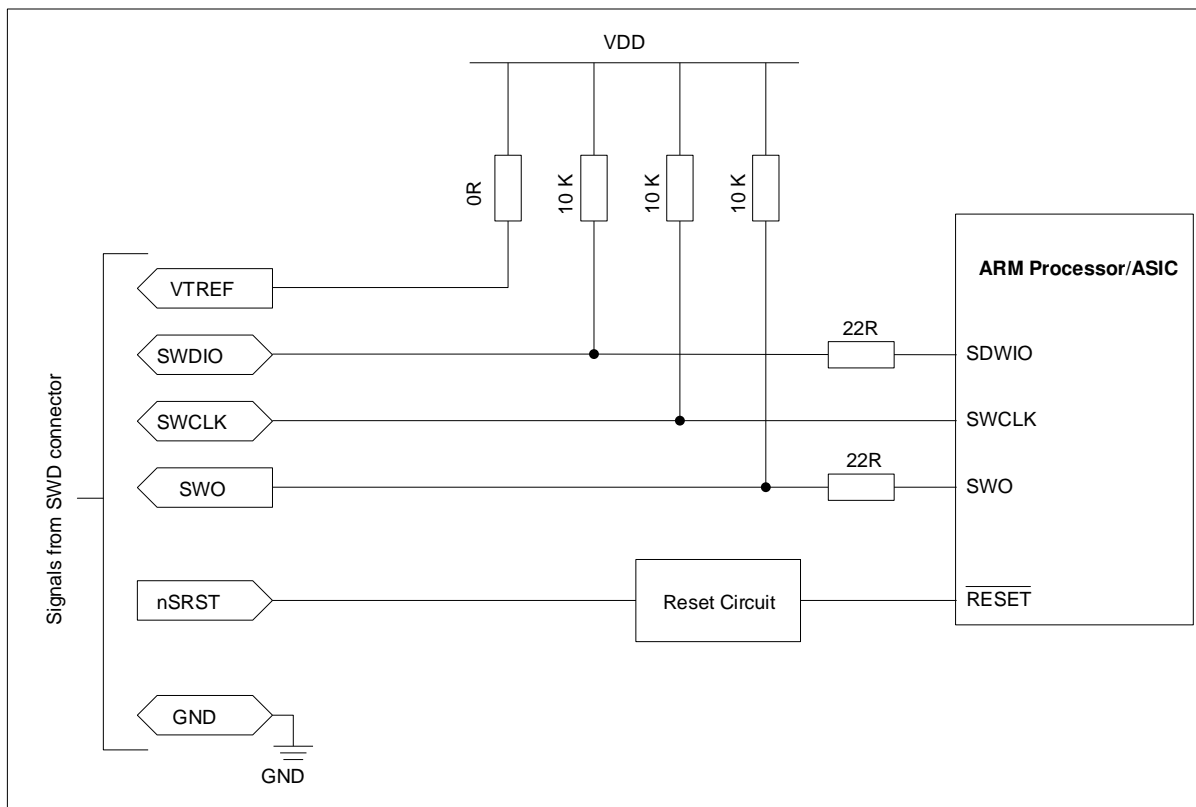 VDD
0R
10 K
10 K
10 K
ARM Processor/ASIC
Signals from SWD connector
VTREF
SWDIO
22R
SDWIO
SWCLK
SWCLK
SWO
22R
SWO
nSRST
Reset Circuit
RESET
GND
GND